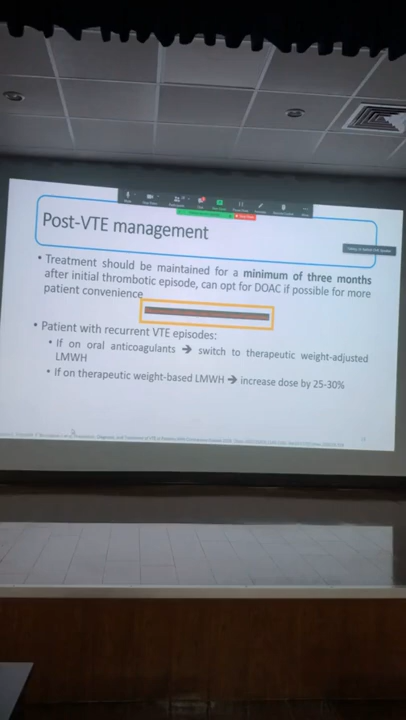 Post-VTE management
• Treatment should be maintained for a minimum of three months
after initial thrombotic episode, can opt for DOAC if possible for more
patient convenience
• Patient with recurrent VTE episodes:
• If on oral anticoagulants → switch to therapeutic weight-adjusted
LMWH
• If on therapeutic weight-based LMWH → increase dose by 25-30%